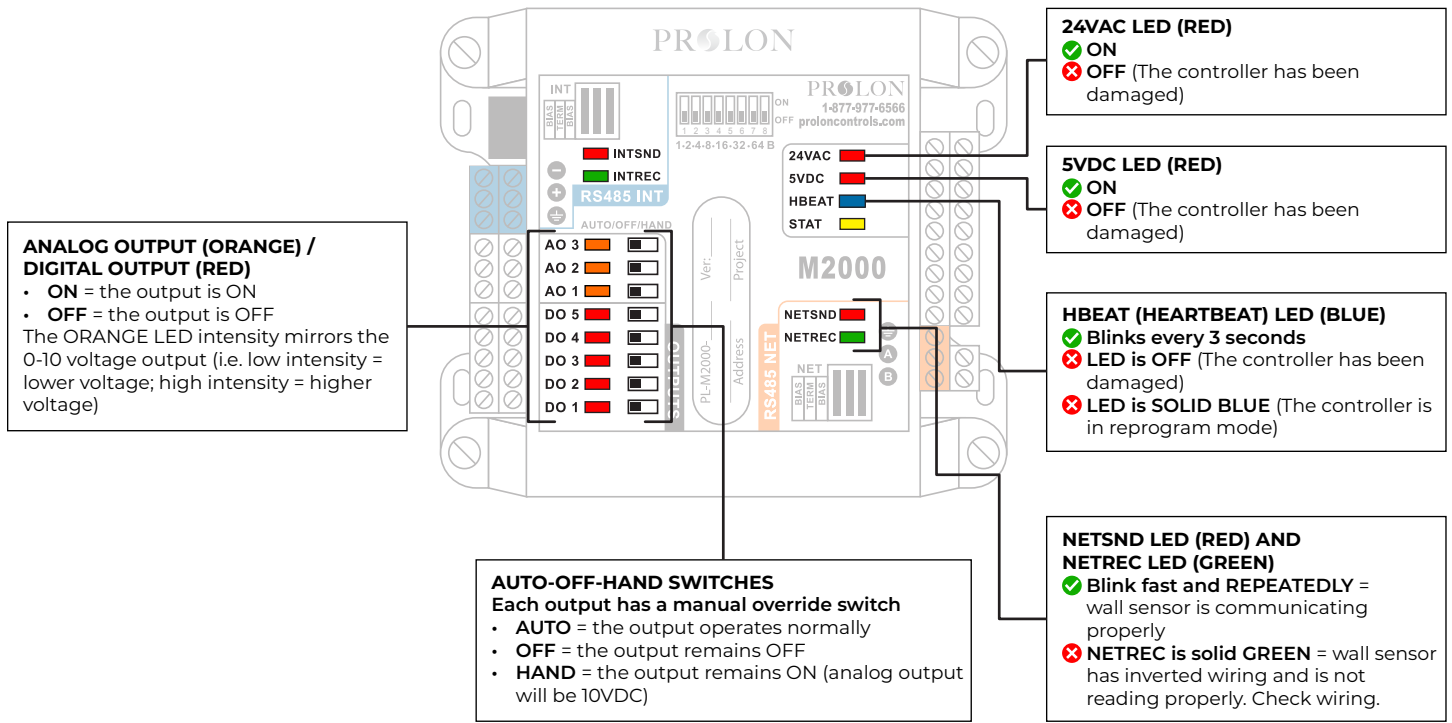 PROLON
INT
BIAS
TERM
BIAS
ON
OFF
1 2 3 4 5 6 7 8
1-2-4-8-16-32-64 B
PROLON
1-877-977-6566
proloncontrols.com
INTSND
INTREC
RS485 INT
24VAC
5VDC
HBEAT
STAT
AUTO/OFF/HAND
AO 3
AO 2
AO 1
DO 5
DO 4
DO 3
DO 2
DO 1
OUTPUTS
PL-M2000-____ Ver:____
Address Project
M2000
NETSND
NETREC
A
B
RS485 NET
NET
BIAS
TERM
BIAS
24VAC LED (RED)
ON
OFF (The controller has been
damaged)
5VDC LED (RED)
ON
OFF (The controller has been
damaged)
HBEAT (HEARTBEAT) LED (BLUE)
Blinks every 3 seconds
LED is OFF (The controller has been
damaged)
LED is SOLID BLUE (The controller is
in reprogram mode)
NETSND LED (RED) AND
NETREC LED (GREEN)
Blink fast and REPEATEDLY =
wall sensor is communicating
properly
NETREC is solid GREEN = wall sensor
has inverted wiring and is not
reading properly. Check wiring.
ANALOG OUTPUT (ORANGE) /
DIGITAL OUTPUT (RED)
• ON = the output is ON
• OFF = the output is OFF
The ORANGE LED intensity mirrors the
0-10 voltage output (i.e. low intensity =
lower voltage; high intensity = higher
voltage)
AUTO-OFF-HAND SWITCHES
Each output has a manual override switch
• AUTO = the output operates normally
• OFF = the output remains OFF
• HAND = the output remains ON (analog output
will be 10VDC)